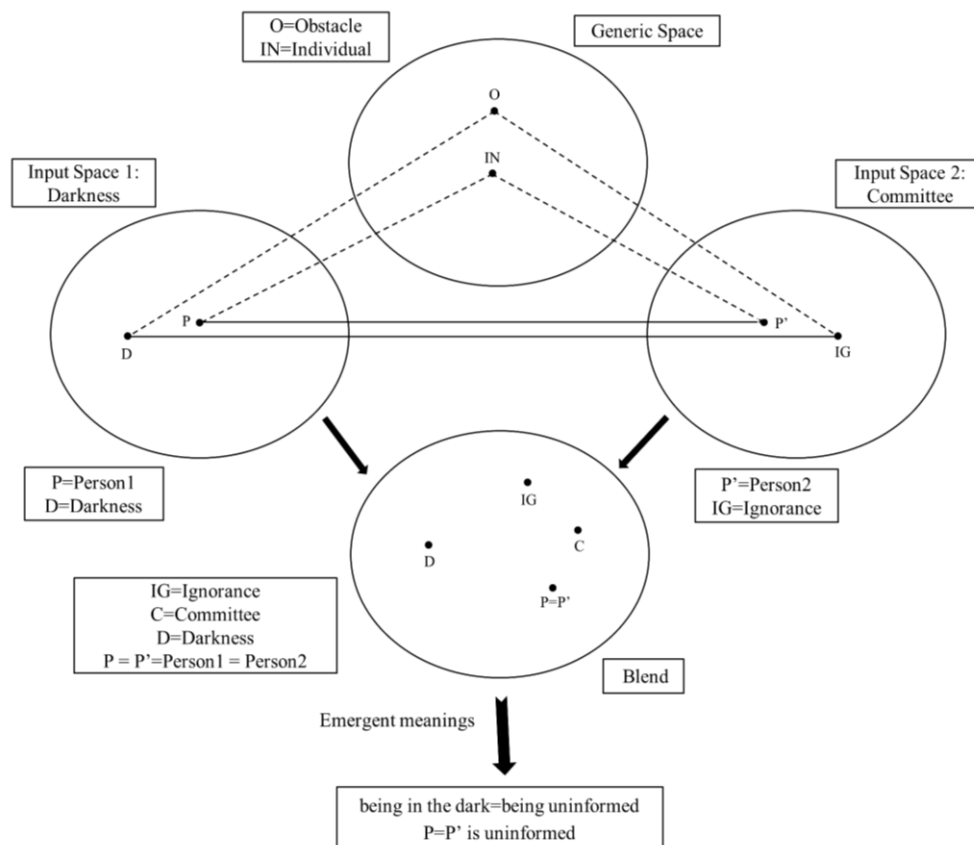 O=Obstacle
IN=Individual
Generic Space
O
IN
Input Space 1:
Darkness
Input Space 2:
Committee
P
D
P'
IG
P=Person1
D=Darkness
P'=Person2
IG=Ignorance
IG
C
D
P=P'
IG=Ignorance
C=Committee
D=Darkness
P = P'=Person1 = Person2
Blend
Emergent meanings
being in the dark=being uninformed
P=P' is uninformed